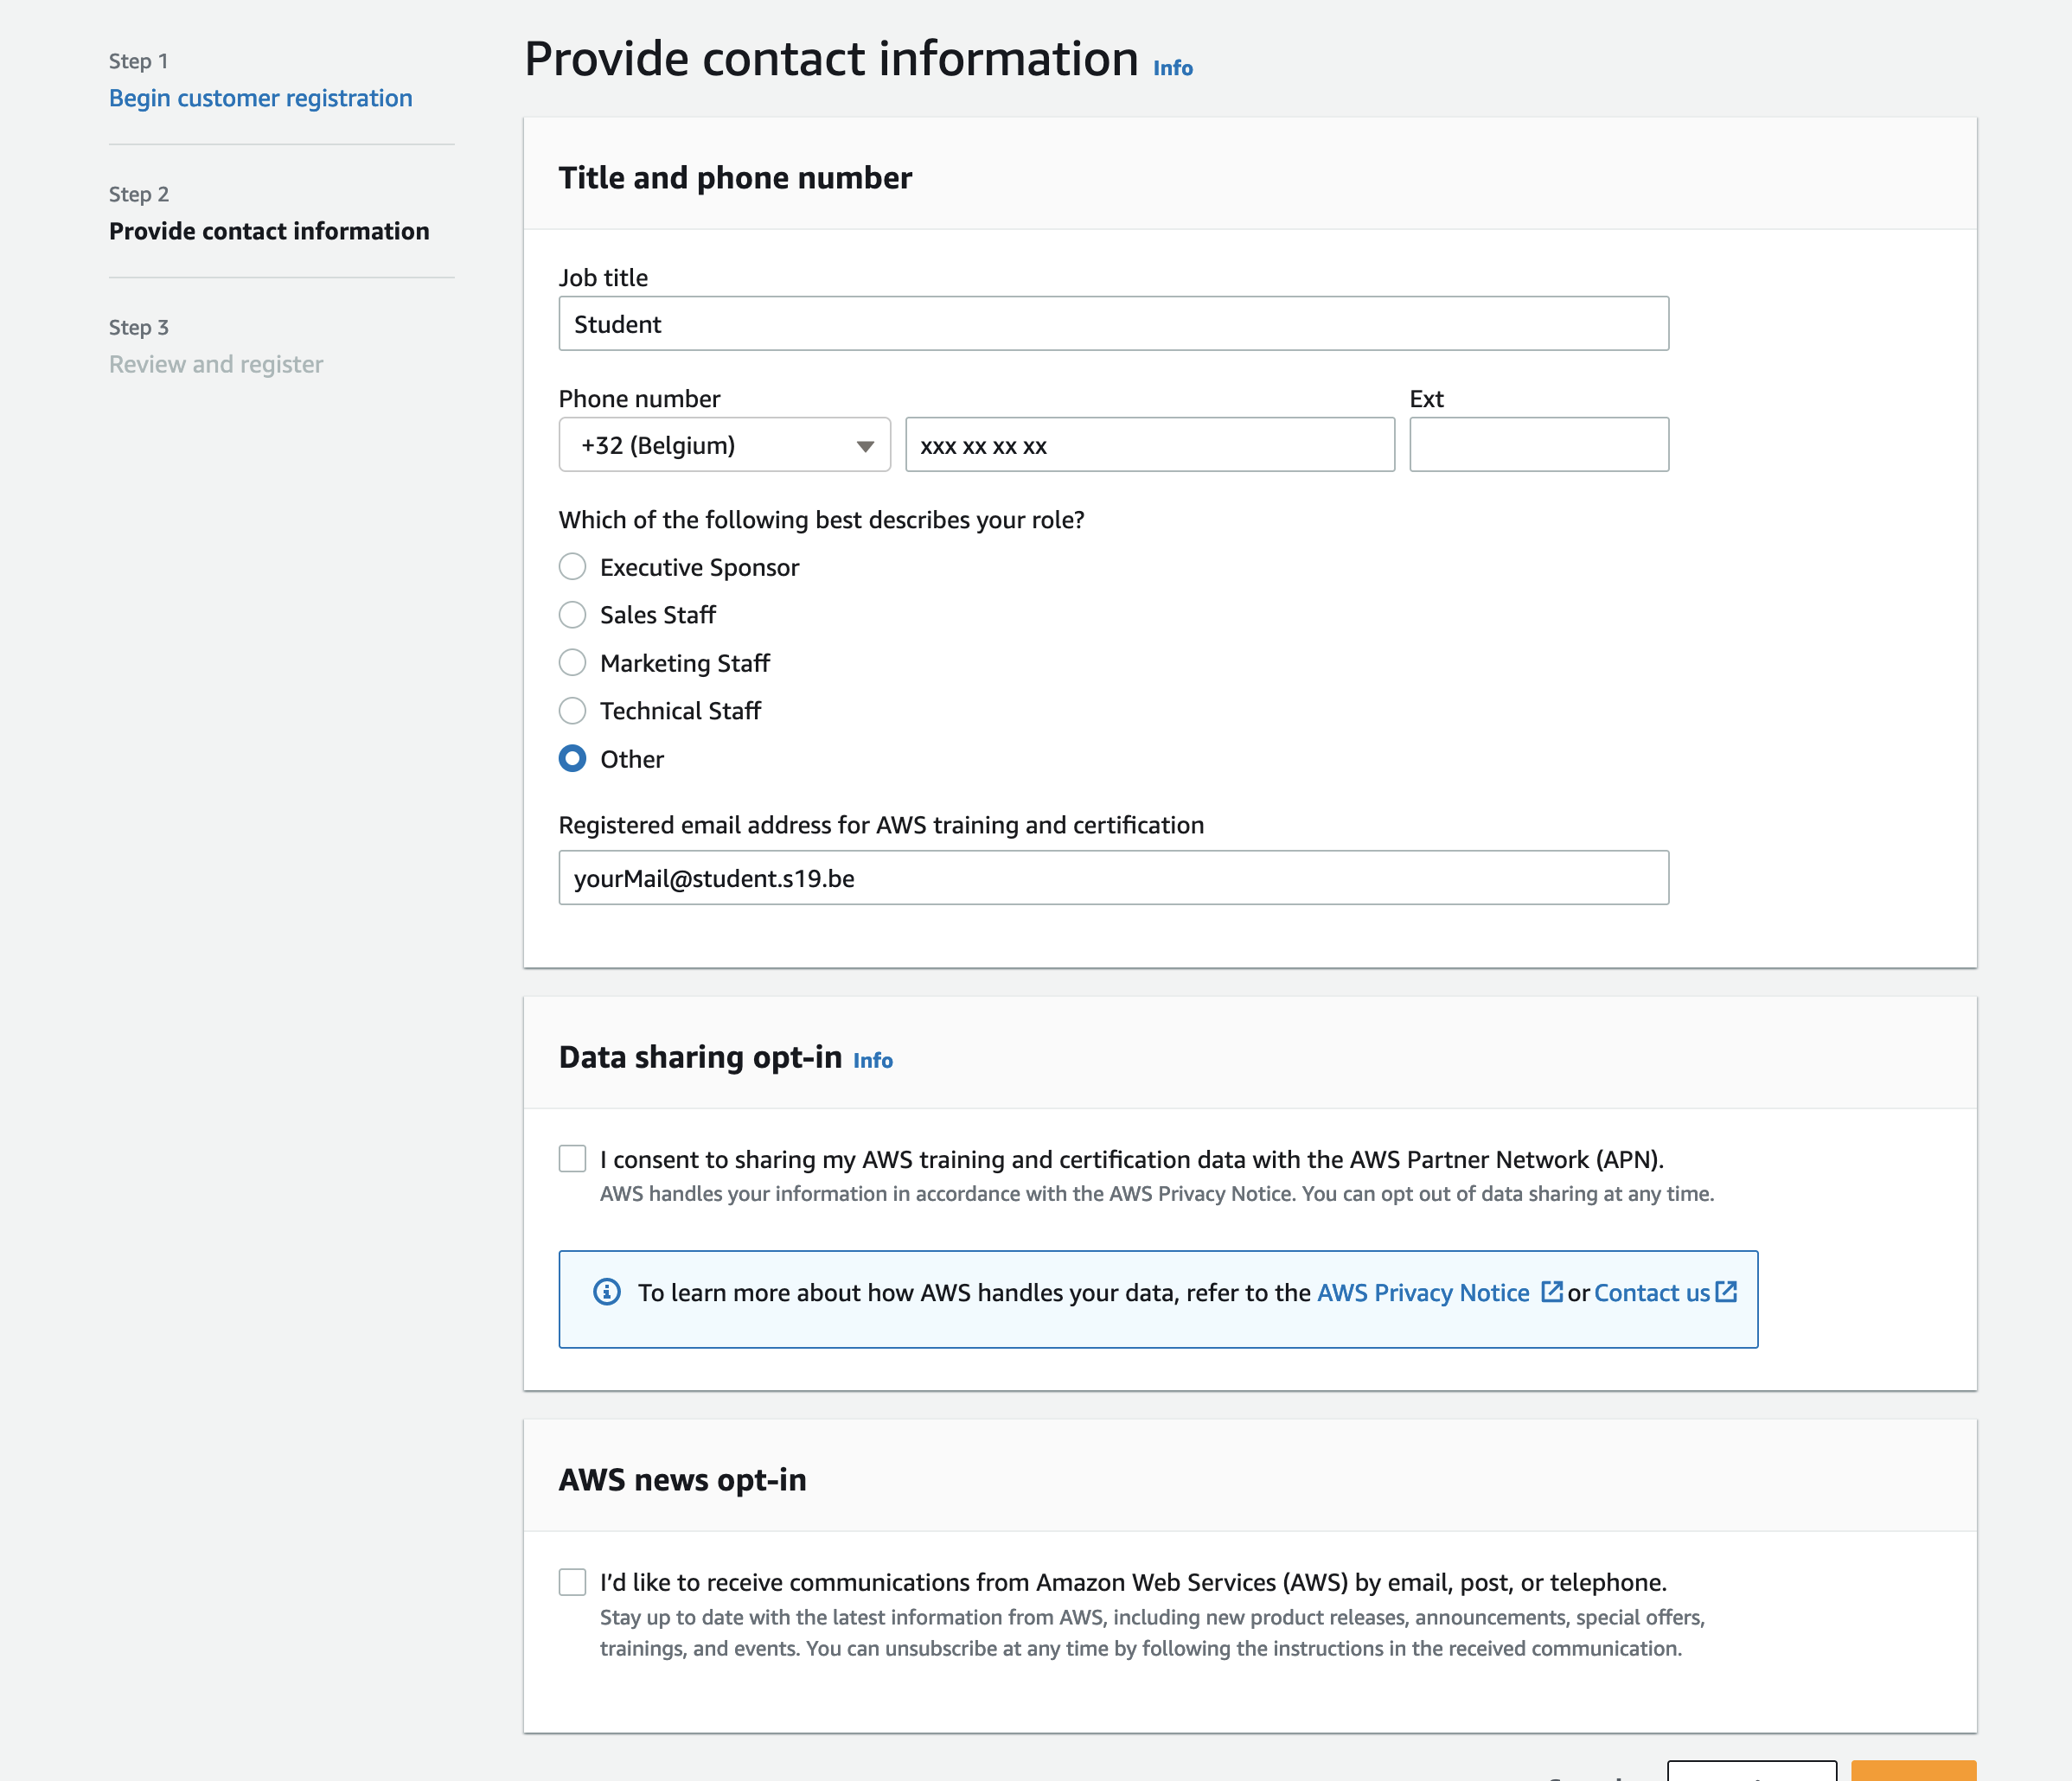 Step 1
Begin customer registration
Step 2
Provide contact information
Step 3
Review and register
Provide contact information Info
Title and phone number
Job title
Student
Phone number
Ext
+32 (Belgium)
xxx xx xx xx
Which of the following best describes your role?
Executive Sponsor
Sales Staff
Marketing Staff
Technical Staff
Other
Registered email address for AWS training and certification
yourMail@student.s19.be
Data sharing opt-in Info
I consent to sharing my AWS training and certification data with the AWS Partner Network (APN).
AWS handles your information in accordance with the AWS Privacy Notice. You can opt out of data sharing at any time.
To learn more about how AWS handles your data, refer to the AWS Privacy Notice or Contact us
AWS news opt-in
I’d like to receive communications from Amazon Web Services (AWS) by email, post, or telephone.
Stay up to date with the latest information from AWS, including new product releases, announcements, special offers,
trainings, and events. You can unsubscribe at any time by following the instructions in the received communication.